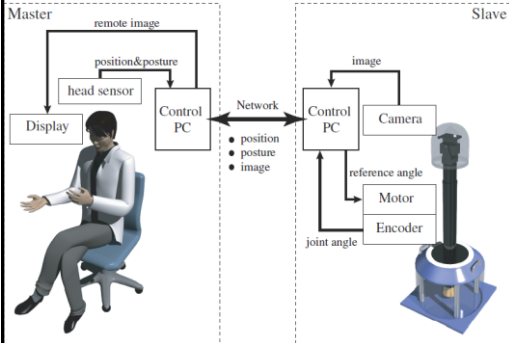 Master
Slave
remote image
position&posture
head sensor
Display
Control
PC
Network
• position
• posture
• image
Control
PC
image
Camera
reference angle
Motor
Encoder
joint angle